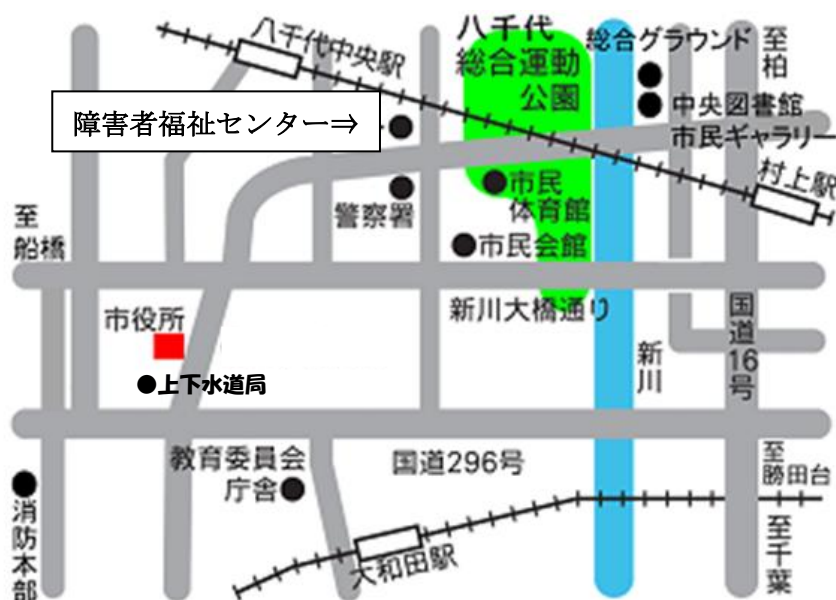 八千代中央駅
八千代
総合運動
公園
総合グラウンド
至
柏
中央図書館
市民ギャラリー
障害者福祉センター⇒
村上駅
警察署
市民
体育館
至
船橋
市民会館
新川大橋通り
市役所
国道16号
新川
上下水道局
教育委員会
庁舎
国道296号
至
勝田台
消防本部
大和田駅
至千葉